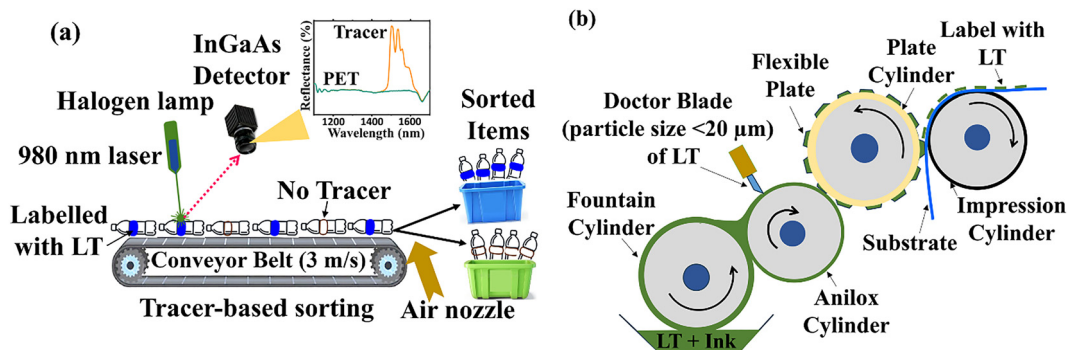 (a)
InGaAs
Detector
Halogen lamp
980 nm laser
Reflectance (%)
Tracer
PET
1200 1300 1400 1500 1600
Wavelength (nm)
Sorted
Items
No Tracer
Labelled
with LT
Conveyor Belt (3 m/s)
Tracer-based sorting
Air nozzle
(b)
Label with
LT
Plate
Cylinder
Flexible
Plate
Doctor Blade
(particle size <20 µm)
of LT
Fountain
Cylinder
Impression
Cylinder
Substrate
Anilox
Cylinder
LT + Ink